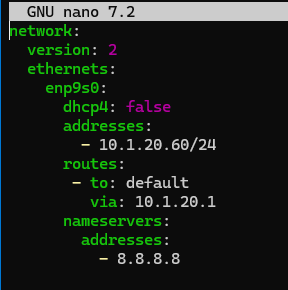 GNU nano 7.2
network:
  version: 2
  ethernets:
    enp9s0:
      dhcp4: false
      addresses:
        - 10.1.20.60/24
      routes:
       - to: default
         via: 10.1.20.1
      nameservers:
        addresses:
          - 8.8.8.8